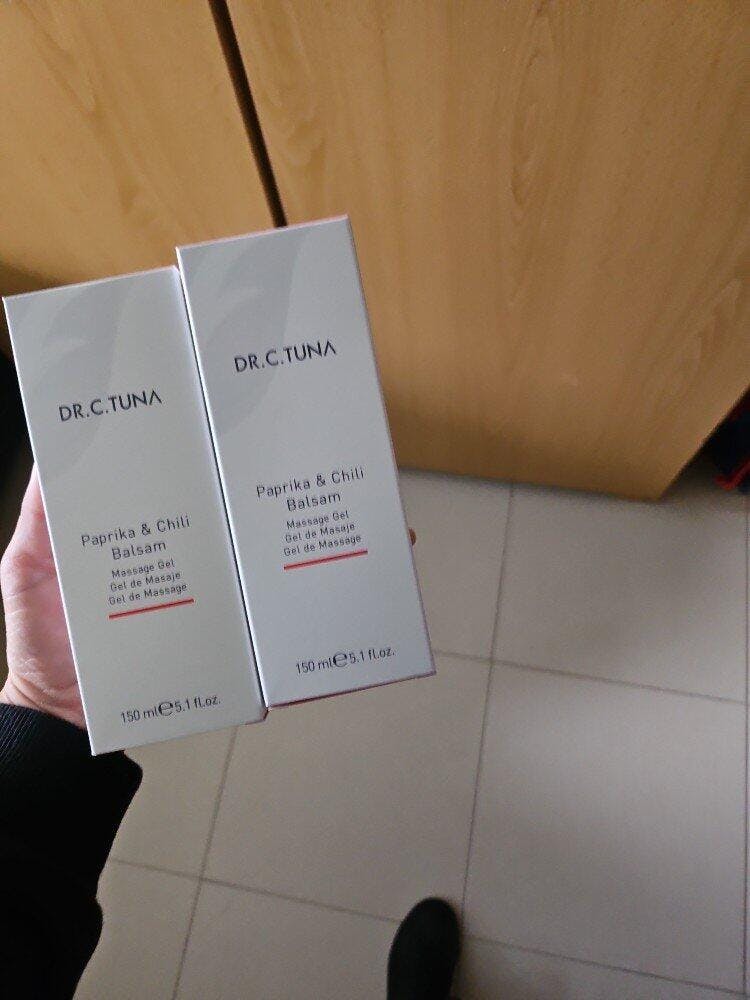 DR.C.TUNA
Paprika & Chili
Balsam
Massage Gel
Gel de Masaje
Gel de Massage
150 ml℮5.1 fl.oz.
DR.C.TUNA
Paprika & Chili
Balsam
Massage Gel
Gel de Masaje
Gel de Massage
150 ml℮5.1 fl.oz.